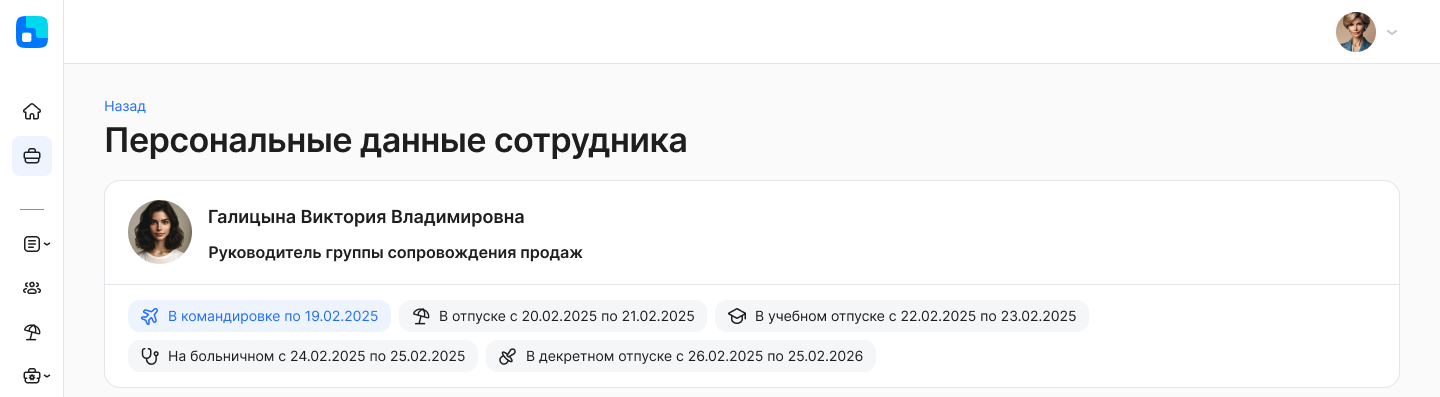 Назад
Персональные данные сотрудника
Галицына Виктория Владимировна
Руководитель группы сопровождения продаж
В командировке по 19.02.2025
В отпуске с 20.02.2025 по 21.02.2025
В учебном отпуске с 22.02.2025 по 23.02.2025
На больничном с 24.02.2025 по 25.02.2025
В декретном отпуске с 26.02.2025 по 25.02.2026